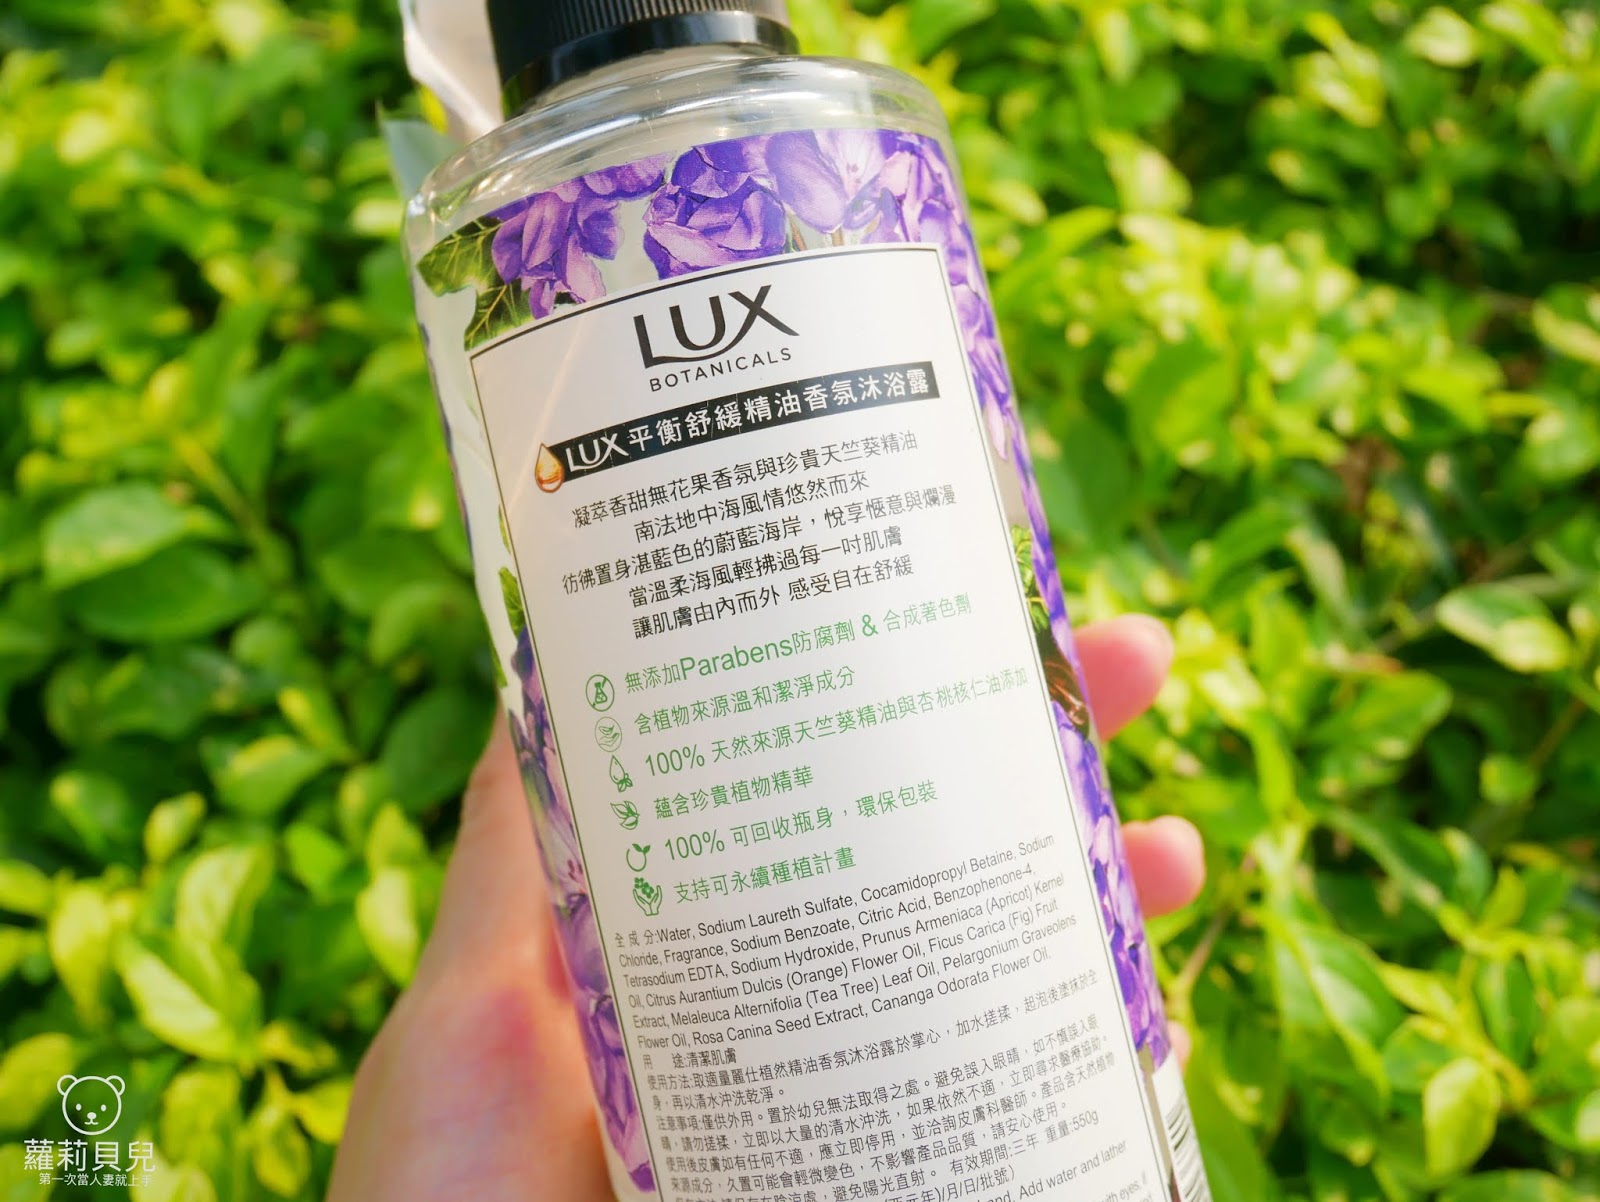 LUX
BOTANICALS
LUX 平衡舒緩精油香氛沐浴露
凝萃香甜無花果香氛與珍貴天竺葵精油
南法地中海風情悠然而來
彷彿置身湛藍色的蔚藍海岸，悅享愜意與爛漫
當溫柔海風輕拂過每一吋肌膚
讓肌膚由內而外 感受自在舒緩
無添加Parabens防腐劑 & 合成著色劑
含植物來源溫和潔淨成分
100% 天然來源天竺葵精油與杏桃核仁油添加
蘊含珍貴植物精華
100% 可回收瓶身，環保包裝
支持可永續種植計畫
全成分:Water, Sodium Laureth Sulfate, Cocamidopropyl Betaine, Sodium
Chloride, Fragrance, Sodium Benzoate, Citric Acid, Benzophenone-4,
Tetrasodium EDTA, Sodium Hydroxide, Prunus Armeniaca (Apricot) Kernel
Oil, Citrus Aurantium Dulcis (Orange) Flower Oil, Ficus Carica (Fig) Fruit
Extract, Melaleuca Alternifolia (Tea Tree) Leaf Oil, Pelargonium Graveolens
Flower Oil, Rosa Canina Seed Extract, Cananga Odorata Flower Oil.
用 途:清潔肌膚
使用方法:取適量麗仕植然精油香氛沐浴露於掌心，加水搓揉，起泡後塗抹於全
身，再以清水沖洗乾淨。
注意事項:僅供外用。置於幼兒無法取得之處。避免誤入眼睛，如不慎誤入眼
睛，請勿搓揉，立即以大量的清水沖洗，如果依然不適，立即尋求醫療協助。
使用後皮膚如有任何不適，應立即停用，並洽詢皮膚科醫師。產品含天然植物
來源成分，久置可能會輕微變色，不影響產品品質，請安心使用。
避免陽光直射。 有效期間:三年 重量:550g
/月/日/批號)
Add water and lather
with eyes. If
蘿莉貝兒
第一次當人妻就上手